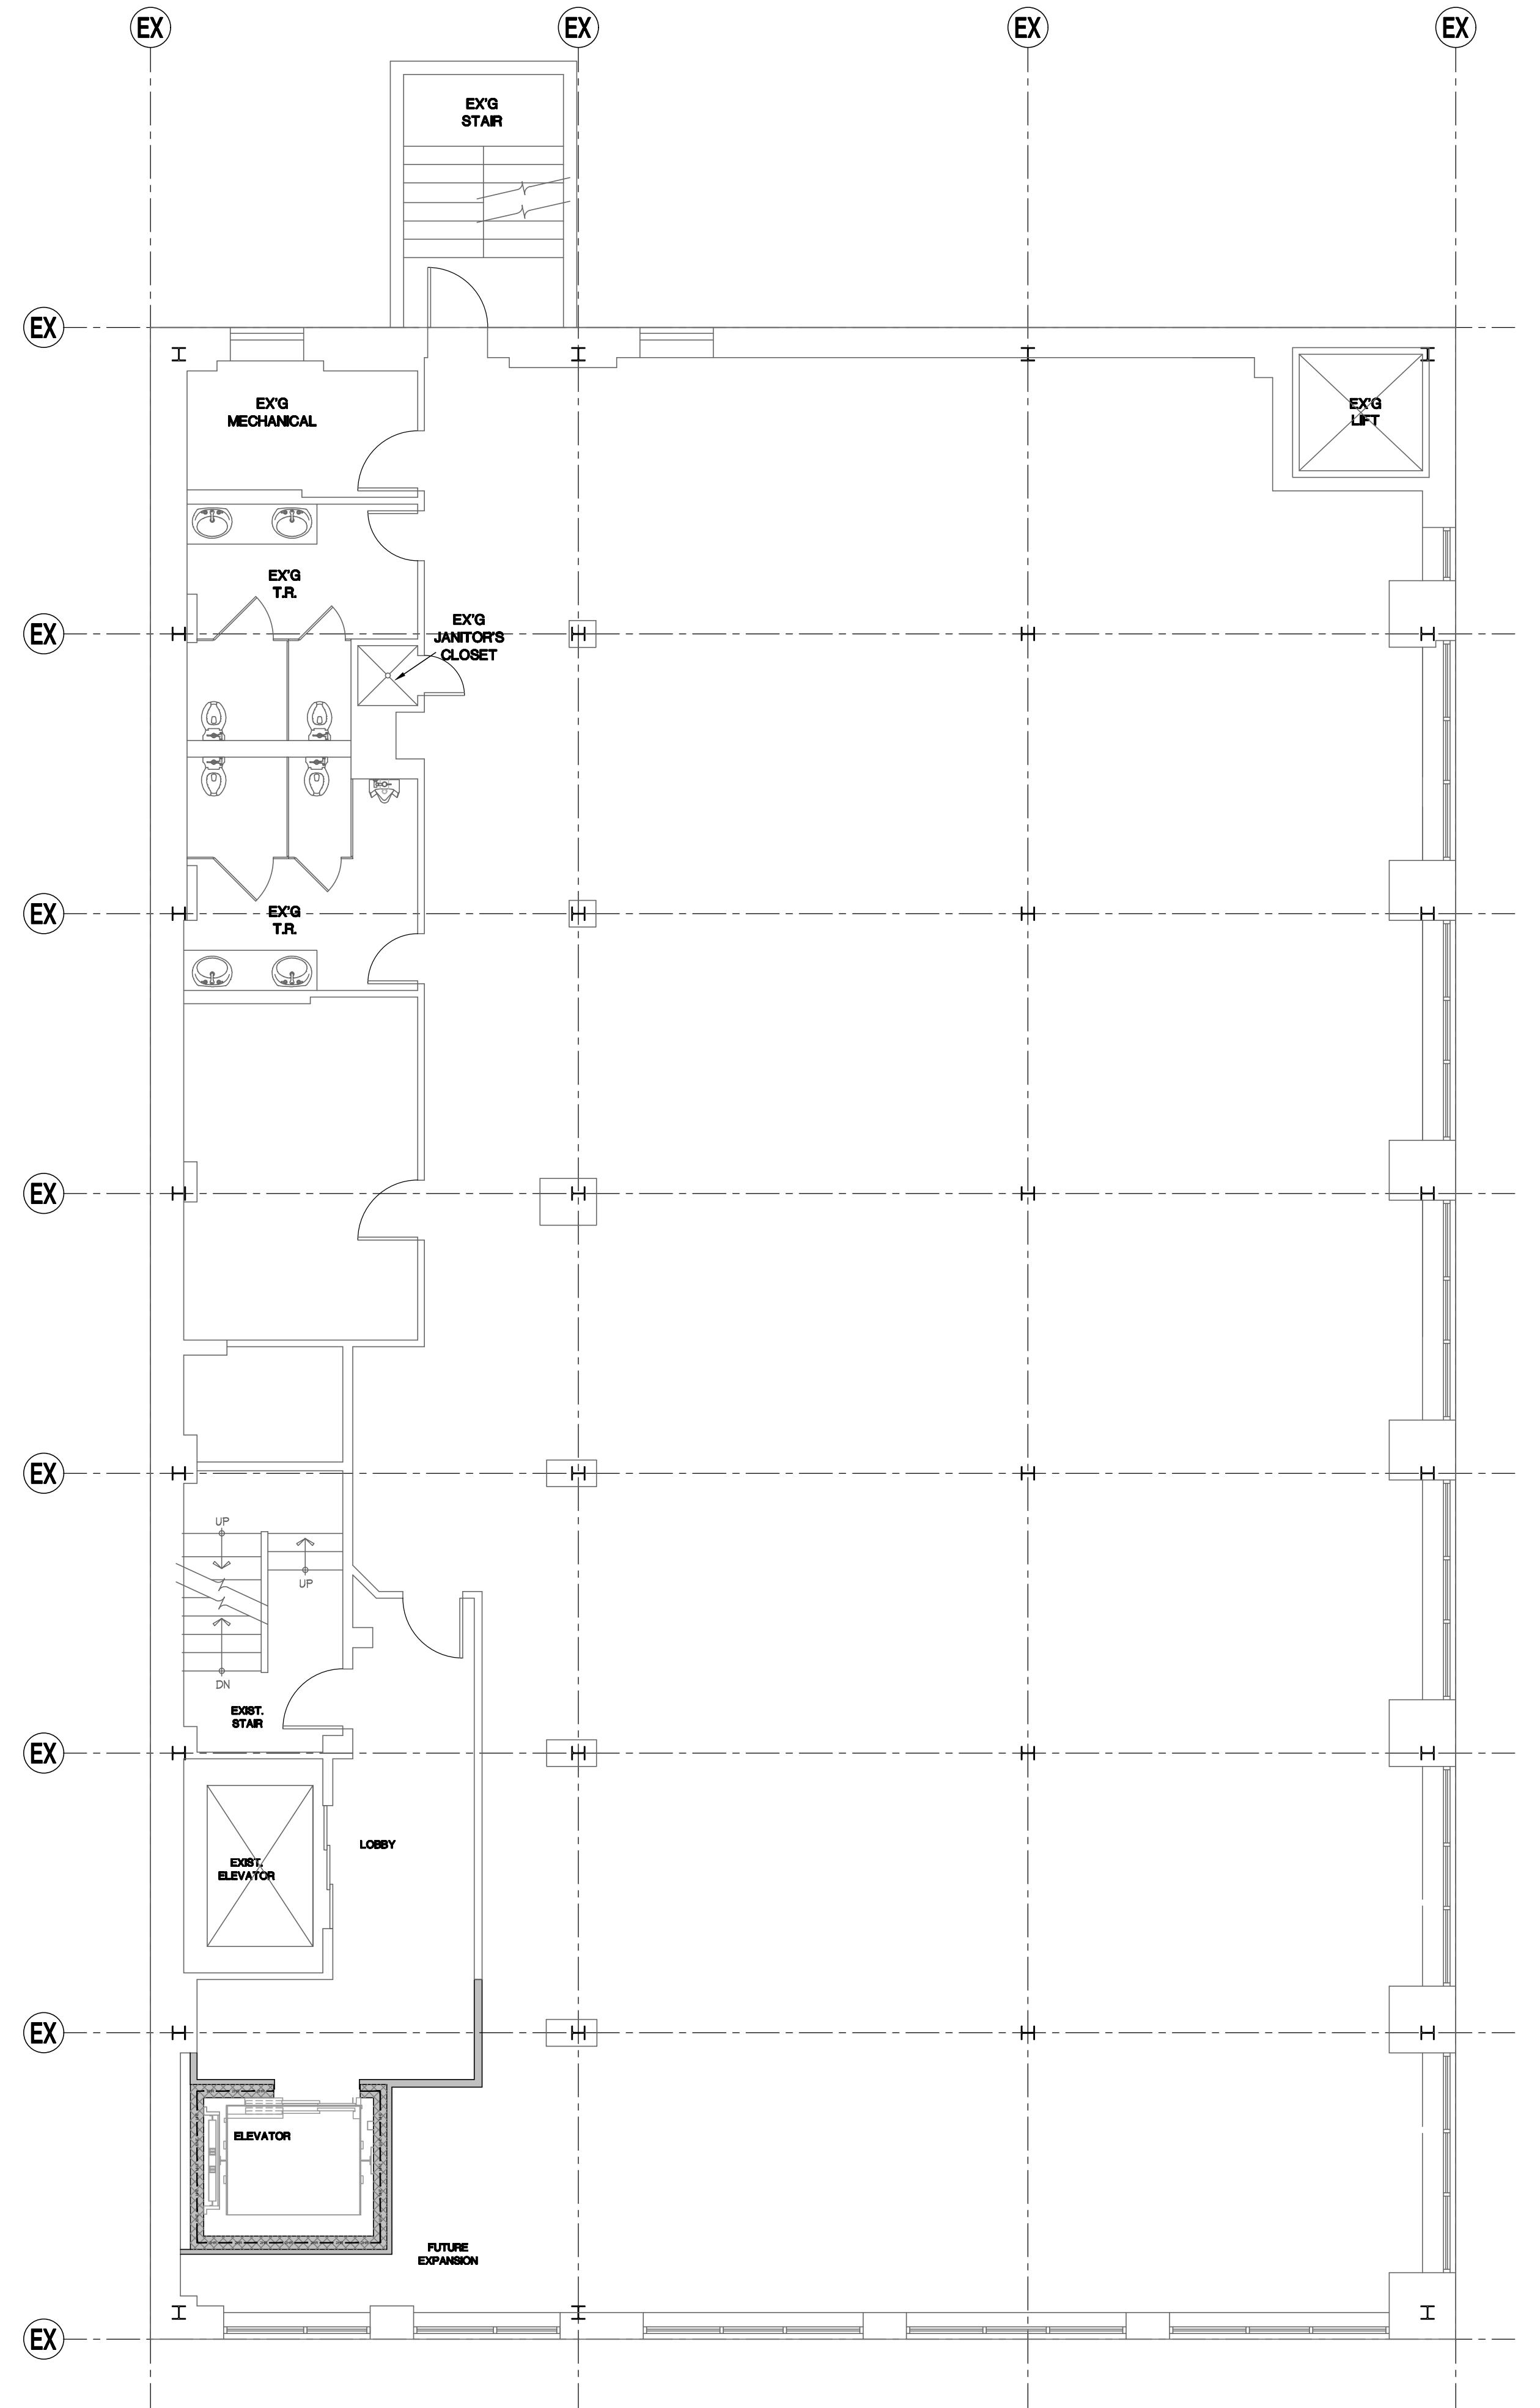 EX
EX
EX
EX
EX'G
STAIR
EX
EX'G
MECHANICAL
EX'G
LIFT
EX'G
T.R.
EX'G
JANITOR'S
CLOSET
EX
EX
EX'G
T.R.
EX
EX
UP
UP
DN
EXIST.
STAIR
EX
LOBBY
EXIST.
ELEVATOR
EX
ELEVATOR
FUTURE
EXPANSION
EX